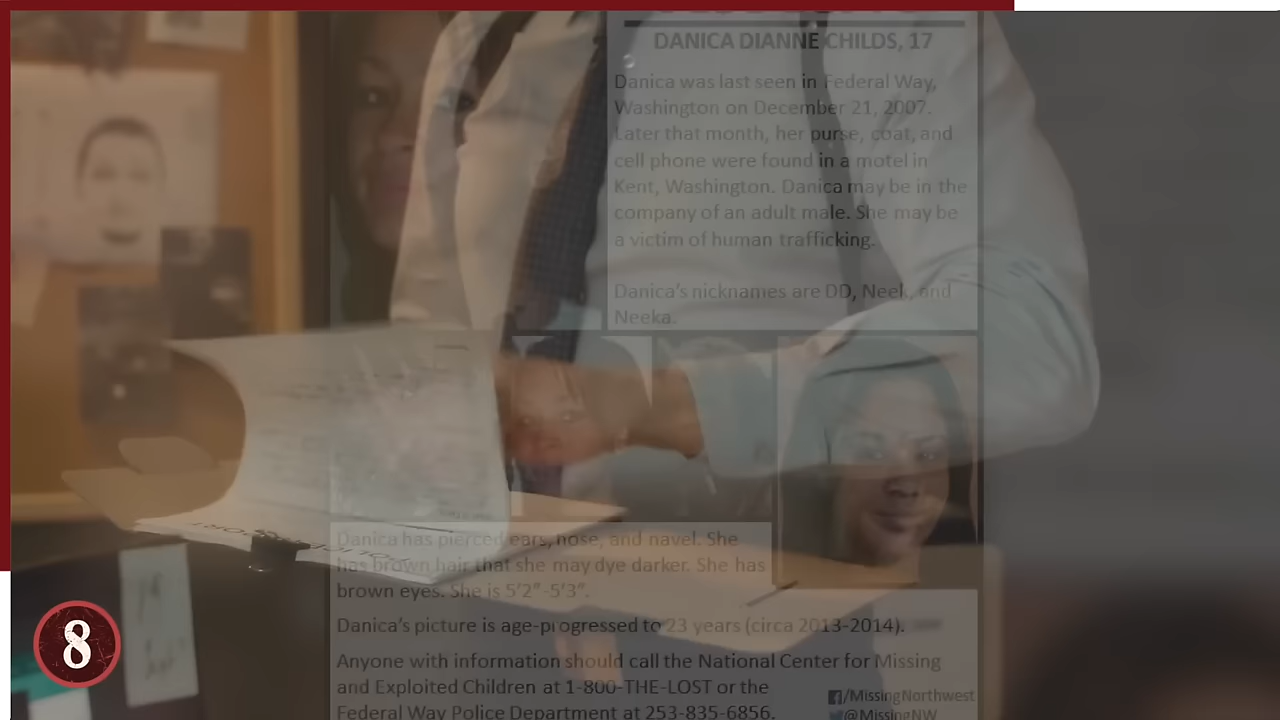 DANICA DIANNE CHILDS, 17
Danica was last seen in Federal Way,
Washington on December 21, 2007.
Later that month, her purse, coat, and
cell phone were found in a motel in
Kent, Washington. Danica may be in the
company of an adult male. She may be
a victim of human trafficking.
Danica's nicknames are DD, Neek, and
Neeka.
Danica has pierced ears, nose, and navel. She
has brown hair that she may dye darker. She has
brown eyes. She is 5'2"-5'3".
Danica's picture is age-progressed to 23 years (circa 2013-2014).
Anyone with information should call the National Center for Missing
and Exploited Children at 1-800-THE-LOST or the
Federal Way Police Department at 253-835-6856.
/MissingNorthwest
@MissingNW
POLICE REPORT
8